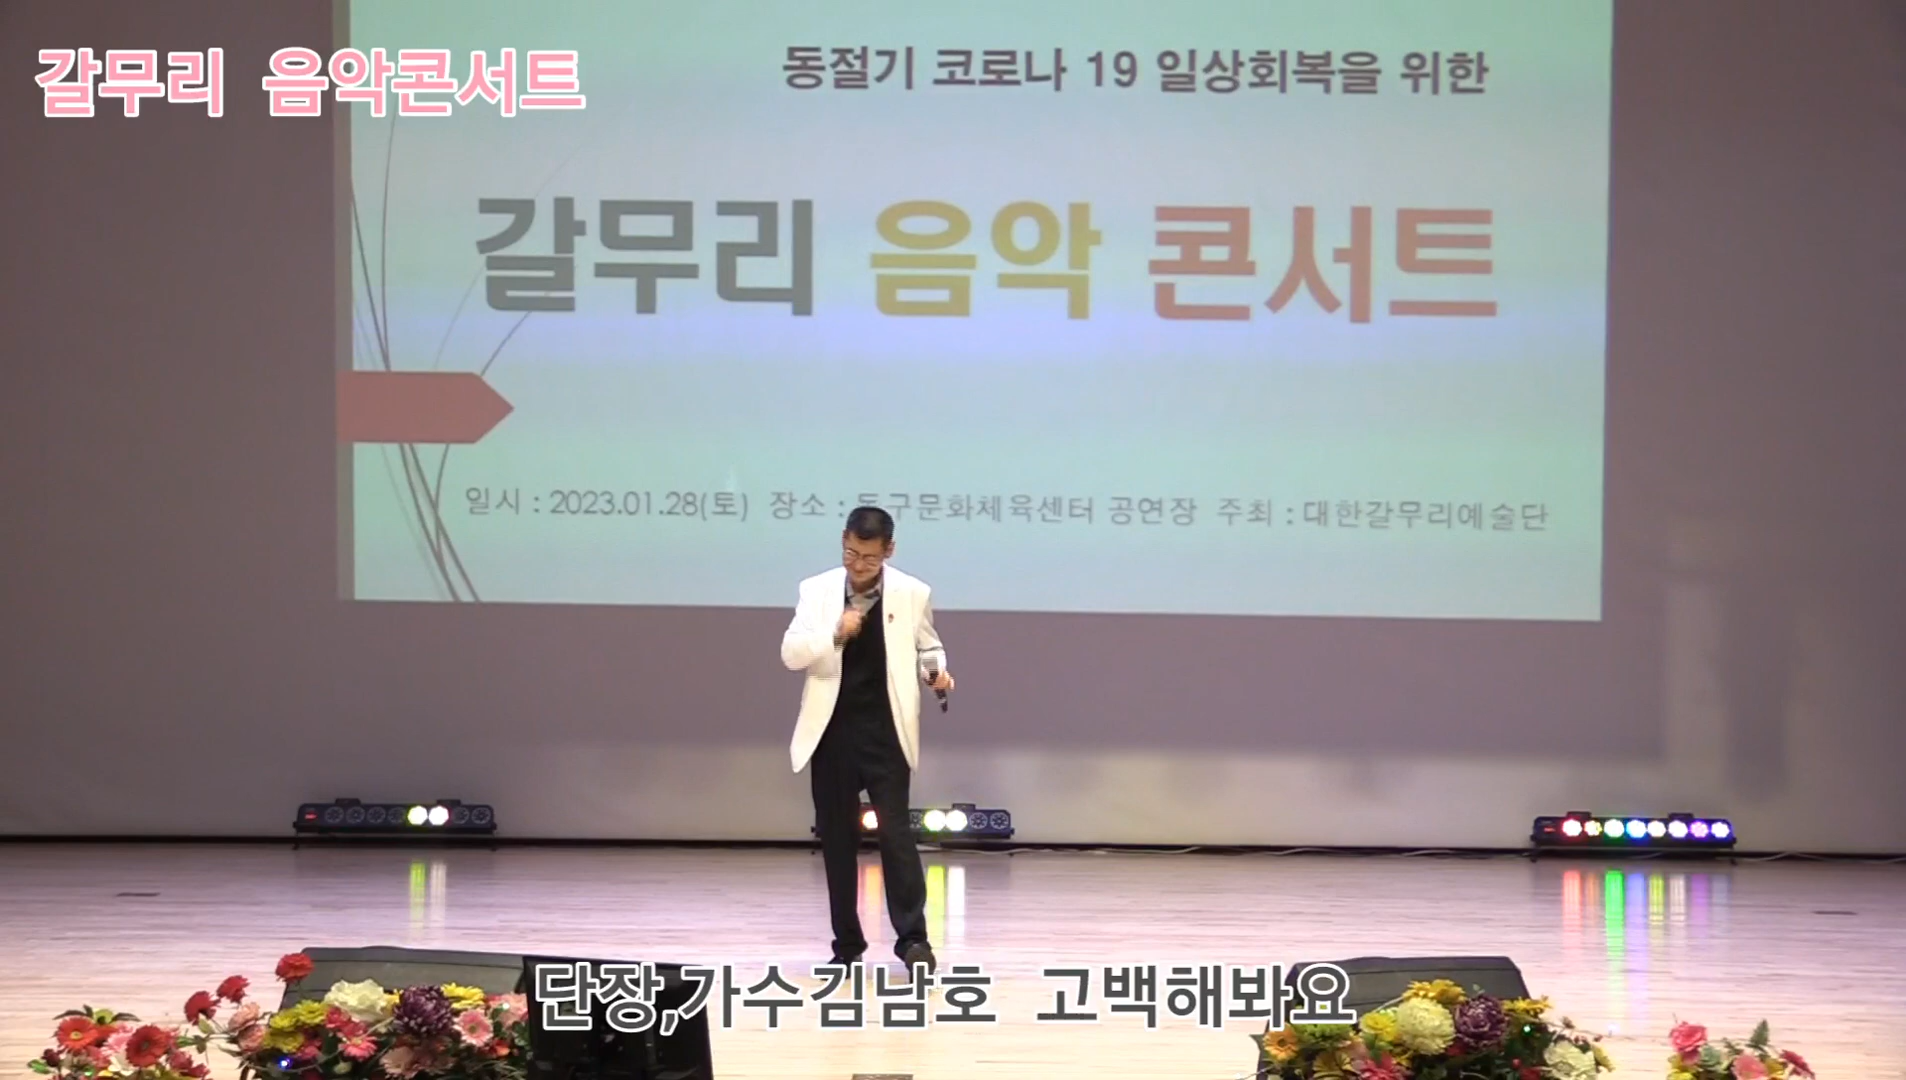 갈무리 음악콘서트
동절기 코로나 19 일상회복을 위한
갈무리 음악 콘서트
일시 : 2023.01.28(토) 장소 : 동구문화체육센터 공연장 주최 : 대한갈무리예술단
단장,가수김남호 고백해봐요